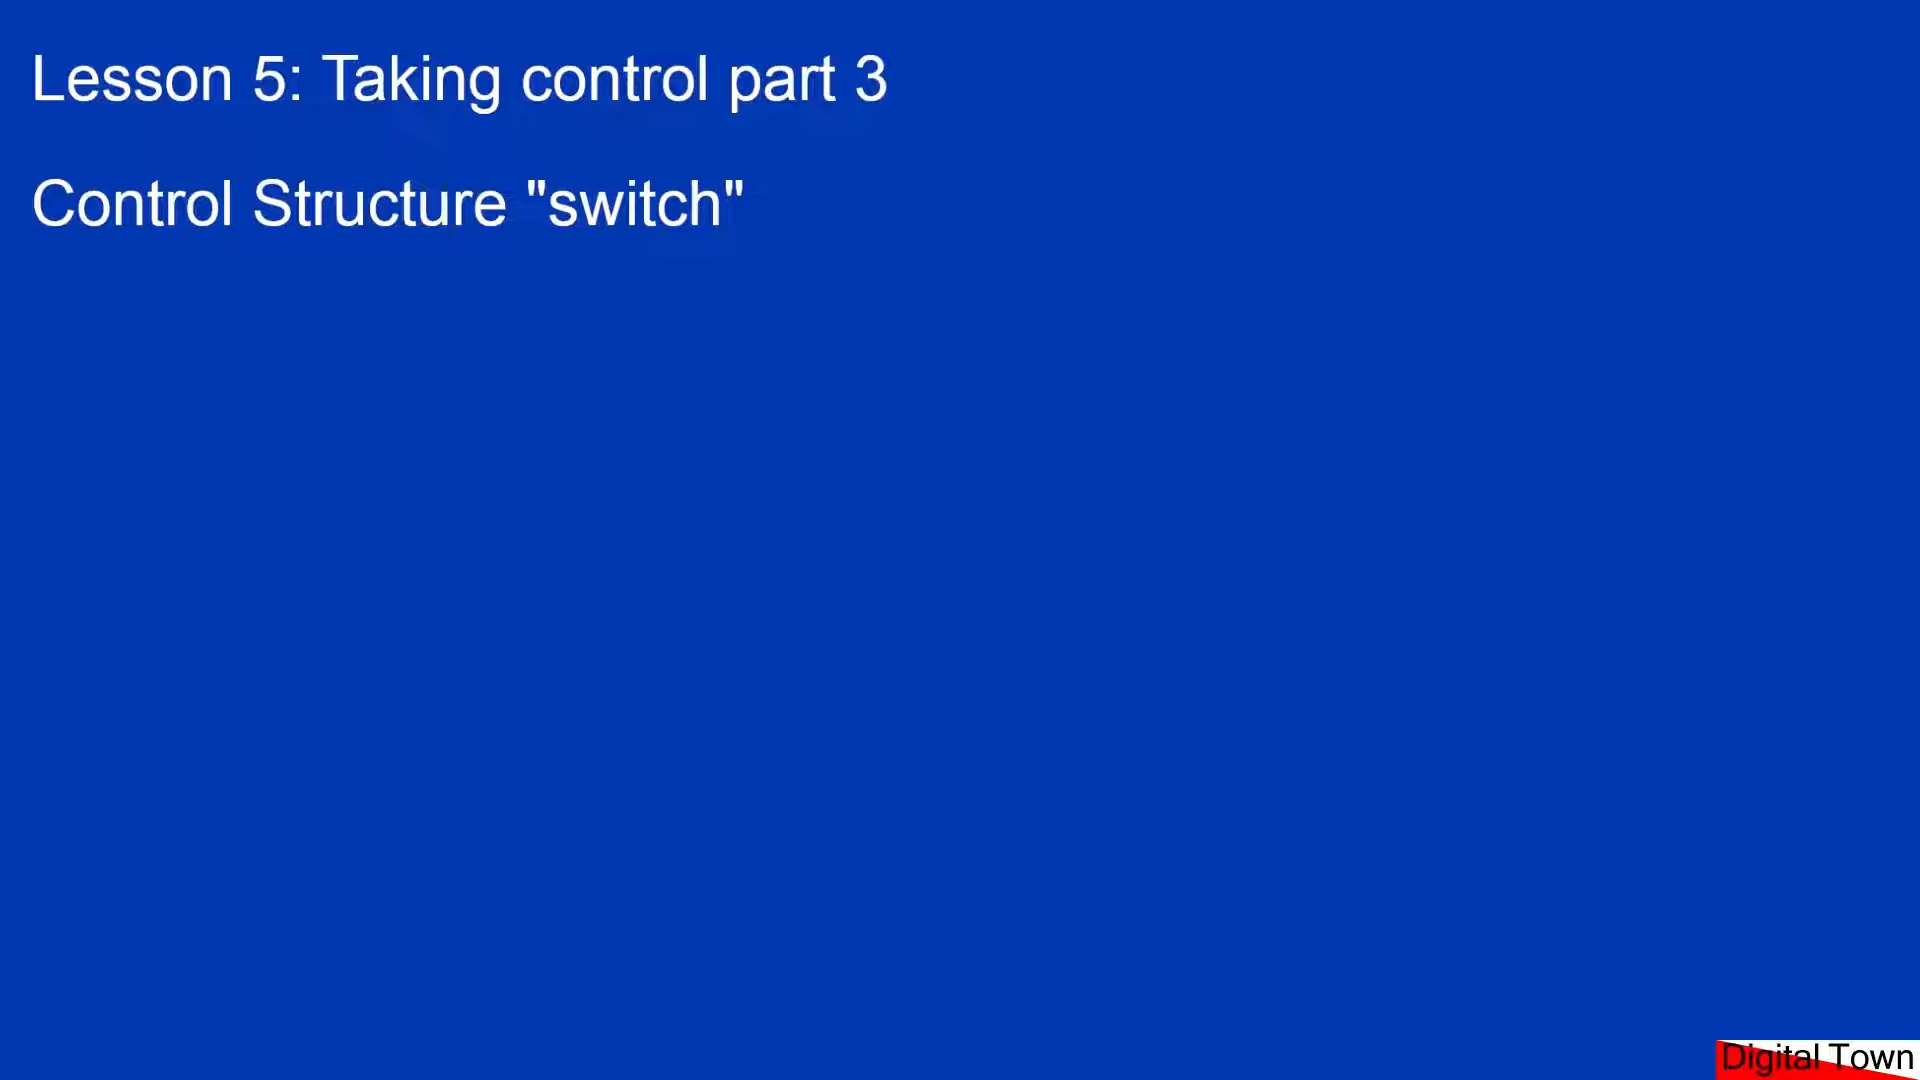 Lesson 5: Taking control part 3
Control Structure "switch"
Digital Town